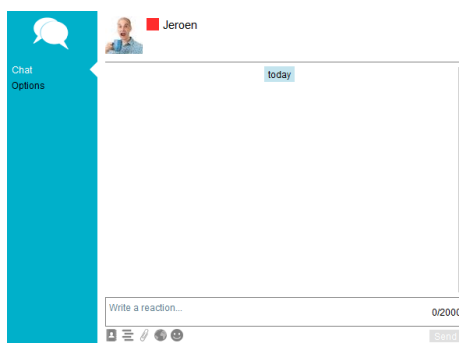 Jeroen
Chat
Options
today
Write a reaction...
0/2000
Send